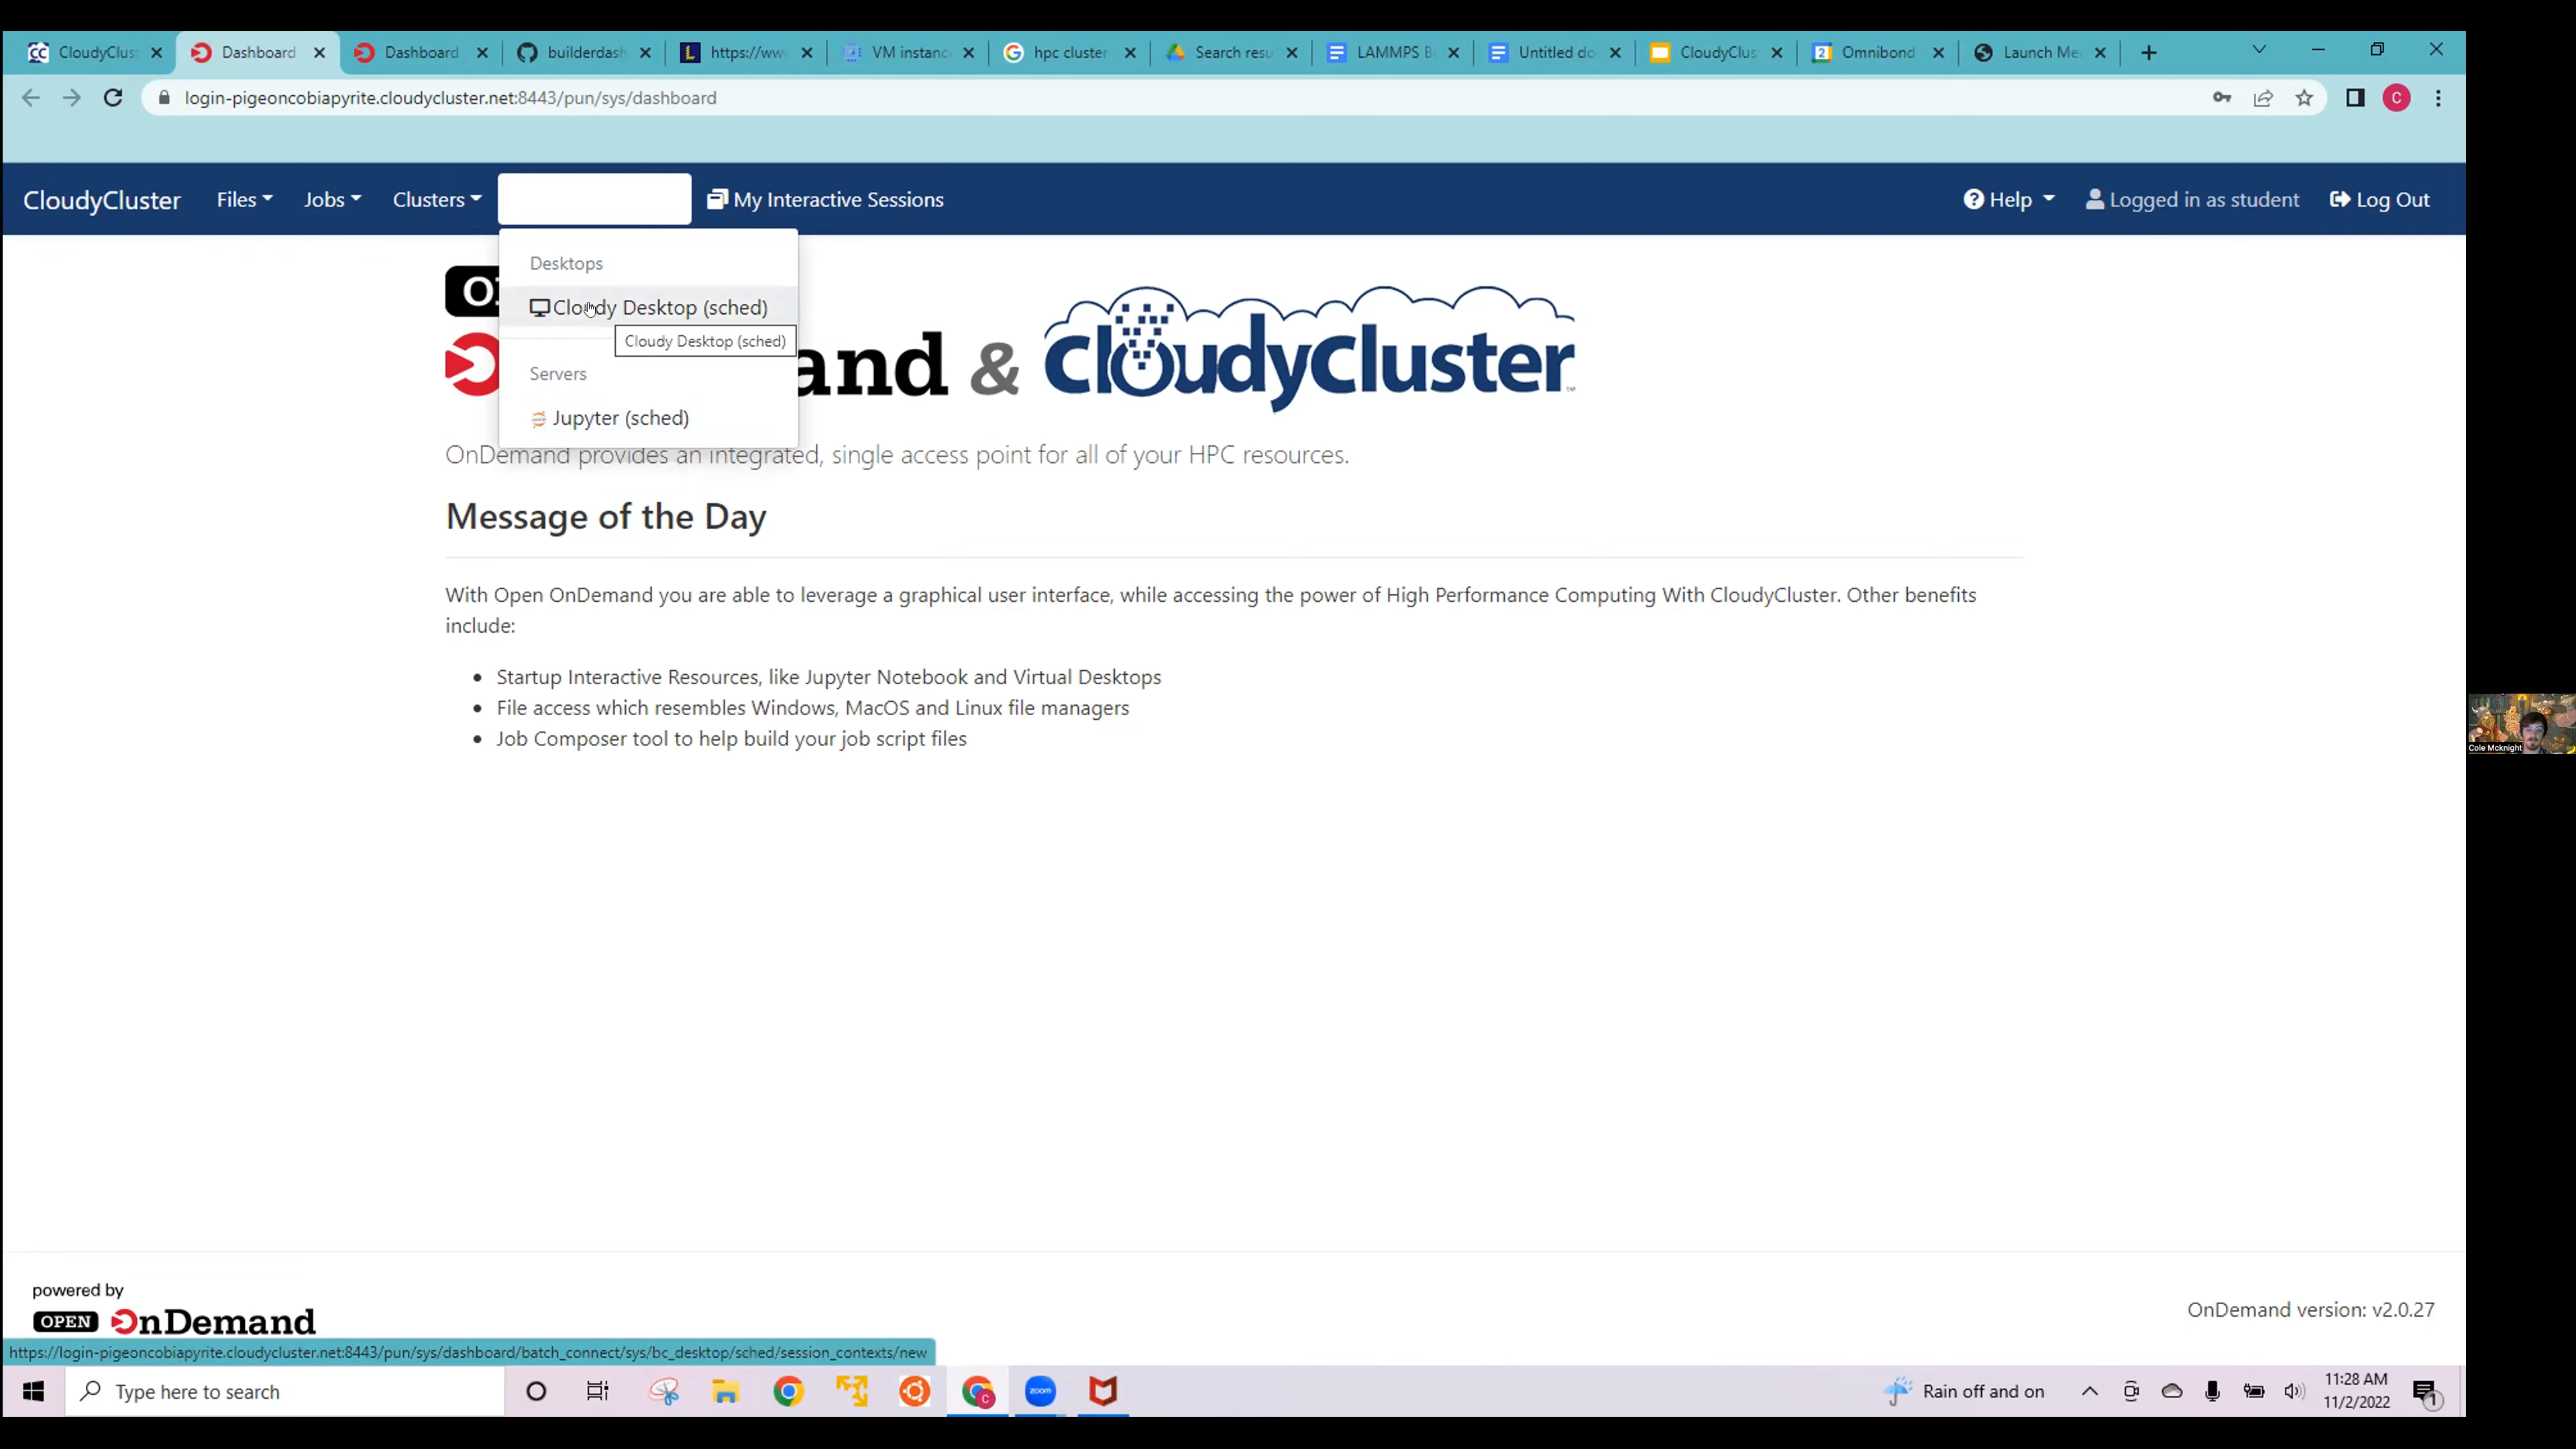 CloudyClus
Dashboard
Dashboard
builderdash
https://ww
VM instanc
hpc cluster
Search resu
LAMMPS B
Untitled do
CloudyClus
Omnibond
Launch Me
login-pigeoncobiapyrite.cloudycluster.net:8443/pun/sys/dashboard
C
CloudyCluster
Files
Jobs
Clusters
My Interactive Sessions
Help
Logged in as student
Log Out
Desktops
Cloudy Desktop (sched)
Cloudy Desktop (sched)
Servers
Jupyter (sched)
and & cloudyCluster
OnDemand provides an integrated, single access point for all of your HPC resources.
Message of the Day
With Open OnDemand you are able to leverage a graphical user interface, while accessing the power of High Performance Computing With CloudyCluster. Other benefits
include:
• Startup Interactive Resources, like Jupyter Notebook and Virtual Desktops
• File access which resembles Windows, MacOS and Linux file managers
• Job Composer tool to help build your job script files
Cole Mcknight
powered by
OPEN OnDemand
OnDemand version: v2.0.27
https://login-pigeoncobiapyrite.cloudycluster.net:8443/pun/sys/dashboard/batch_connect/sys/bc_desktop/sched/session_contexts/new
Type here to search
zoom
Rain off and on
11:28 AM
11/2/2022
1